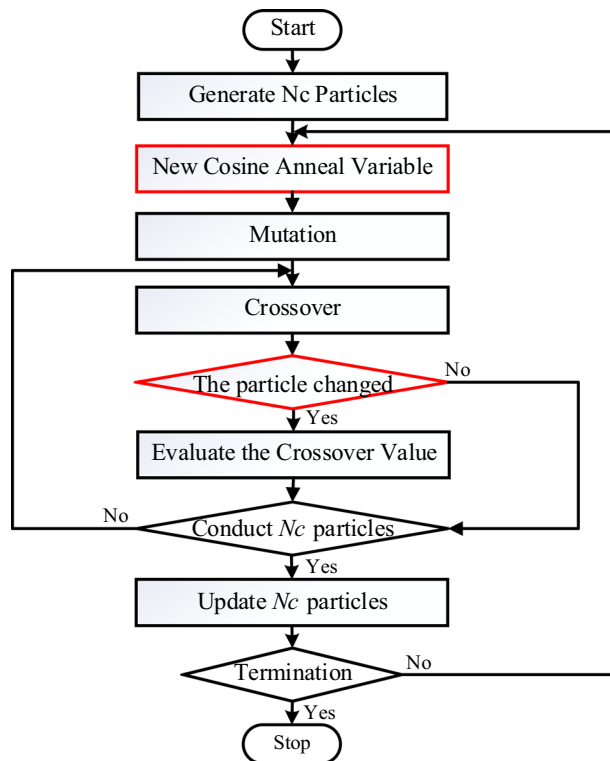 Start
Generate Nc Particles
New Cosine Anneal Variable
Mutation
Crossover
The particle changed
No
Yes
Evaluate the Crossover Value
No
Conduct Nc particles
Yes
Update Nc particles
Termination
No
Yes
Stop